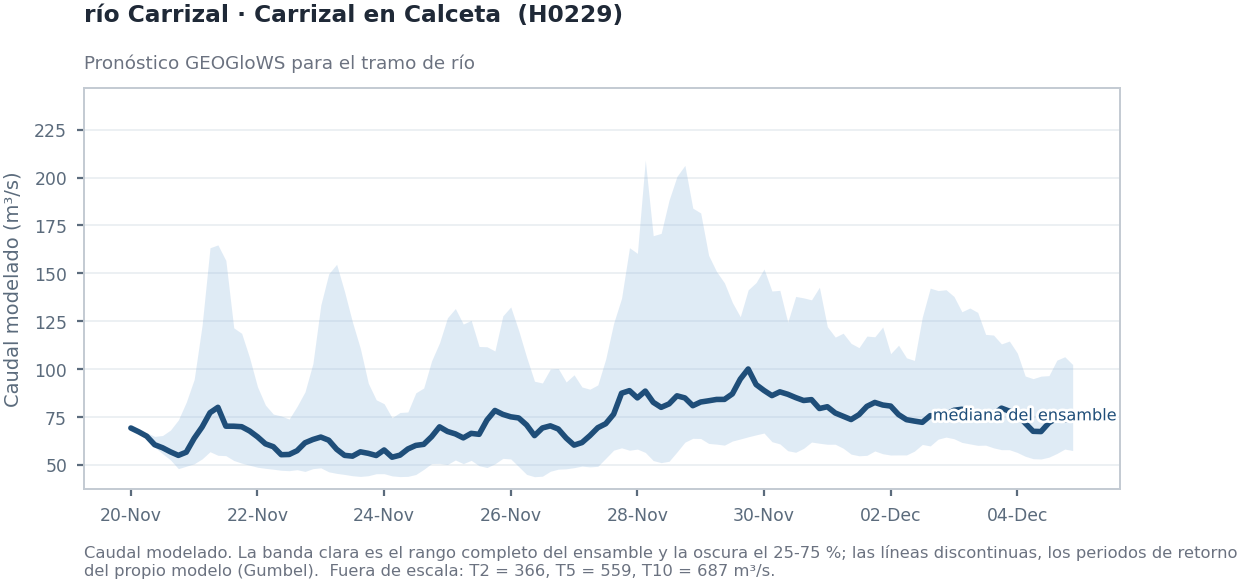 río Carrizal · Carrizal en Calceta  (H0229)
Pronóstico GEOGloWS para el tramo de río
Caudal modelado (m³/s)
225
200
175
150
125
100
75
50
mediana del ensamble
20-Nov 22-Nov 24-Nov 26-Nov 28-Nov 30-Nov 02-Dec 04-Dec
Caudal modelado. La banda clara es el rango completo del ensamble y la oscura el 25-75 %; las líneas discontinuas, los periodos de retorno
del propio modelo (Gumbel).  Fuera de escala: T2 = 366, T5 = 559, T10 = 687 m³/s.